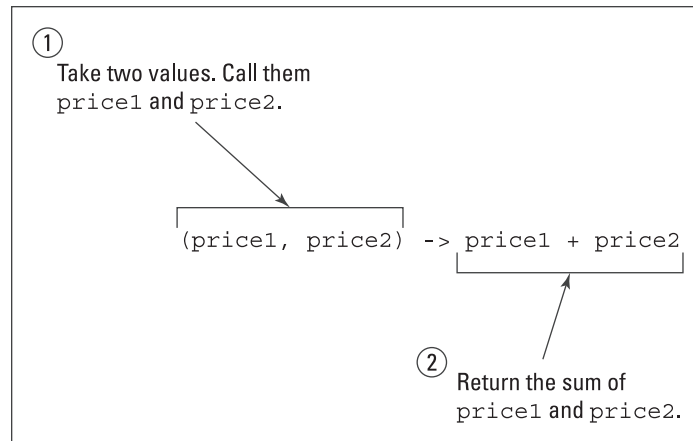 1
Take two values. Call them
price1 and price2.
(price1, price2) -> price1 + price2
2
Return the sum of
price1 and price2.